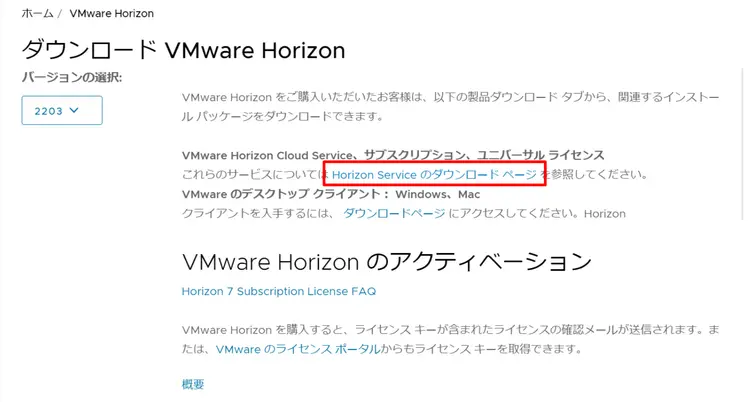 ホーム / VMware Horizon
ダウンロード VMware Horizon
バージョンの選択:
2203
VMware Horizon をご購入いただいたお客様は、以下の製品ダウンロード タブから、関連するインストー
ル パッケージをダウンロードできます。
VMware Horizon Cloud Service、サブスクリプション、ユニバーサル ライセンス
これらのサービスについては Horizon Service のダウンロード ページ を参照してください。
VMware のデスクトップ クライアント： Windows、Mac
クライアントを入手するには、 ダウンロードページ にアクセスしてください。Horizon
VMware Horizon のアクティベーション
Horizon 7 Subscription License FAQ
VMware Horizon を購入すると、ライセンス キーが含まれたライセンスの確認メールが送信されます。ま
たは、VMware のライセンス ポータルからもライセンス キーを取得できます。
概要